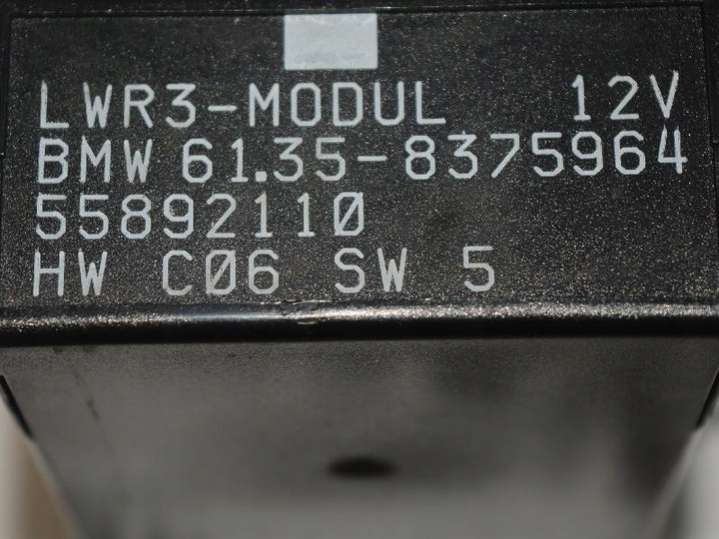 LWR3-MODUL 12V
BMW 61.35-8375964
55892110
HW C06 SW 5